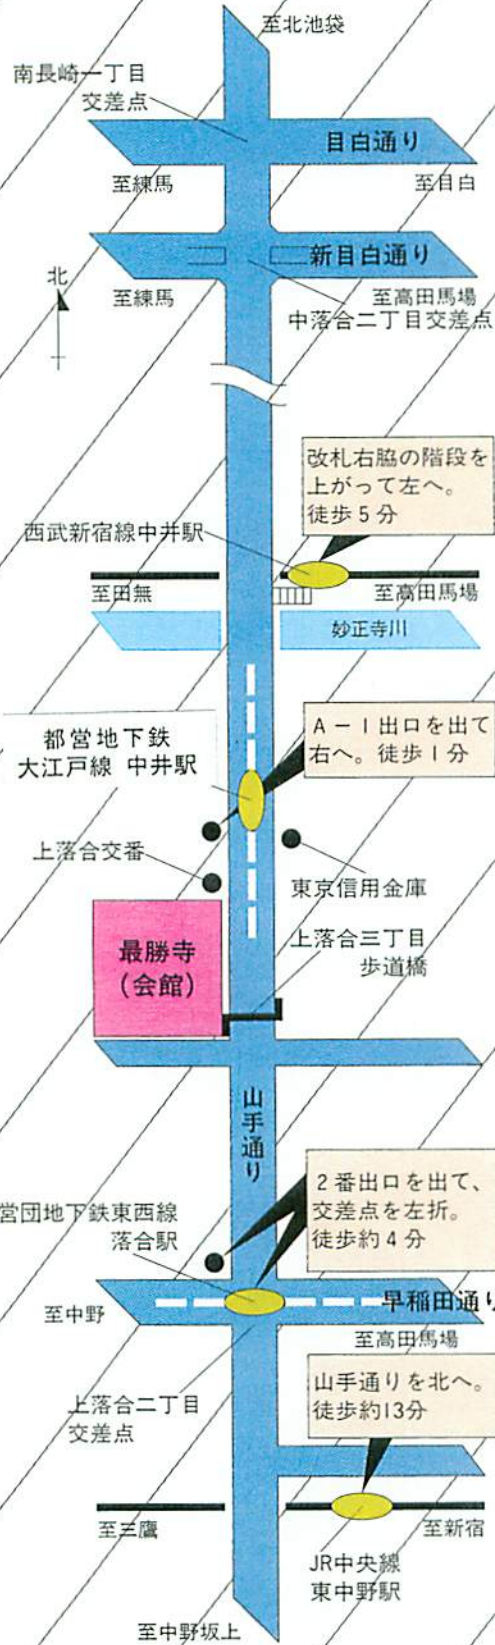 至北池袋
南長崎一丁目
交差点
目白通り
至練馬
至目白
新目白通り
北
至練馬
至高田馬場
中落合二丁目交差点
改札右脇の階段を
上がって左へ。
徒歩5分
西武新宿線中井駅
至田無
至高田馬場
妙正寺川
A－1出口を出て
右へ。徒歩1分
都営地下鉄
大江戸線 中井駅
上落合交番
東京信用金庫
最勝寺
(会館)
上落合三丁目
歩道橋
山手通り
2番出口を出て、
交差点を左折。
徒歩約4分
営団地下鉄東西線
落合駅
早稲田通り
至中野
至高田馬場
上落合二丁目
交差点
山手通りを北へ。
徒歩約13分
至三鷹
至新宿
JR中央線
東中野駅
至中野坂上